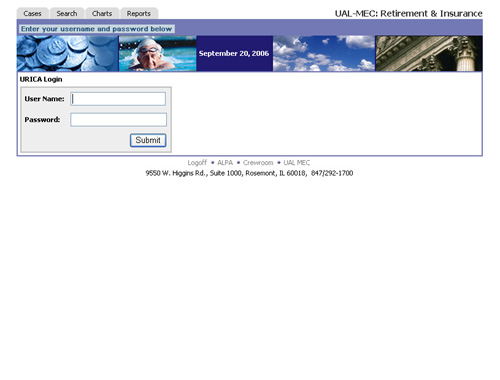 Cases Search Charts Reports UAL-MEC: Retirement & Insurance
Enter your username and password below
September 20, 2006
URICA Login
User Name:
Password:
Submit
Logoff • ALPA • Crewroom • UAL MEC
9550 W. Higgins Rd., Suite 1000, Rosemont, IL 60018, 847/292-1700